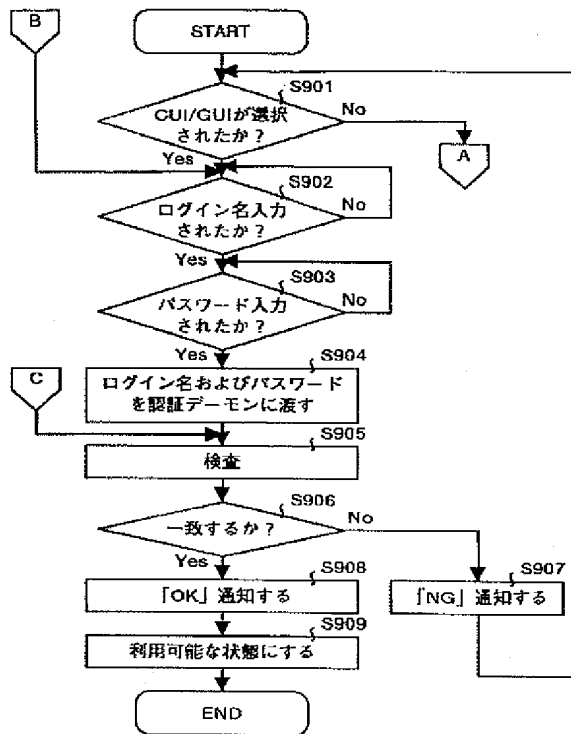 B
START
S901
CUI/GUIが選択
されたか?
No
A
Yes
S902
ログイン名入力
されたか?
No
Yes
S903
パスワード入力
されたか?
No
Yes
S904
C
ログイン名およびパスワード
を認証デーモンに渡す
S905
検査
S906
一致するか?
No
Yes
S908
「OK」通知する
S907
「NG」通知する
S909
利用可能な状態にする
END